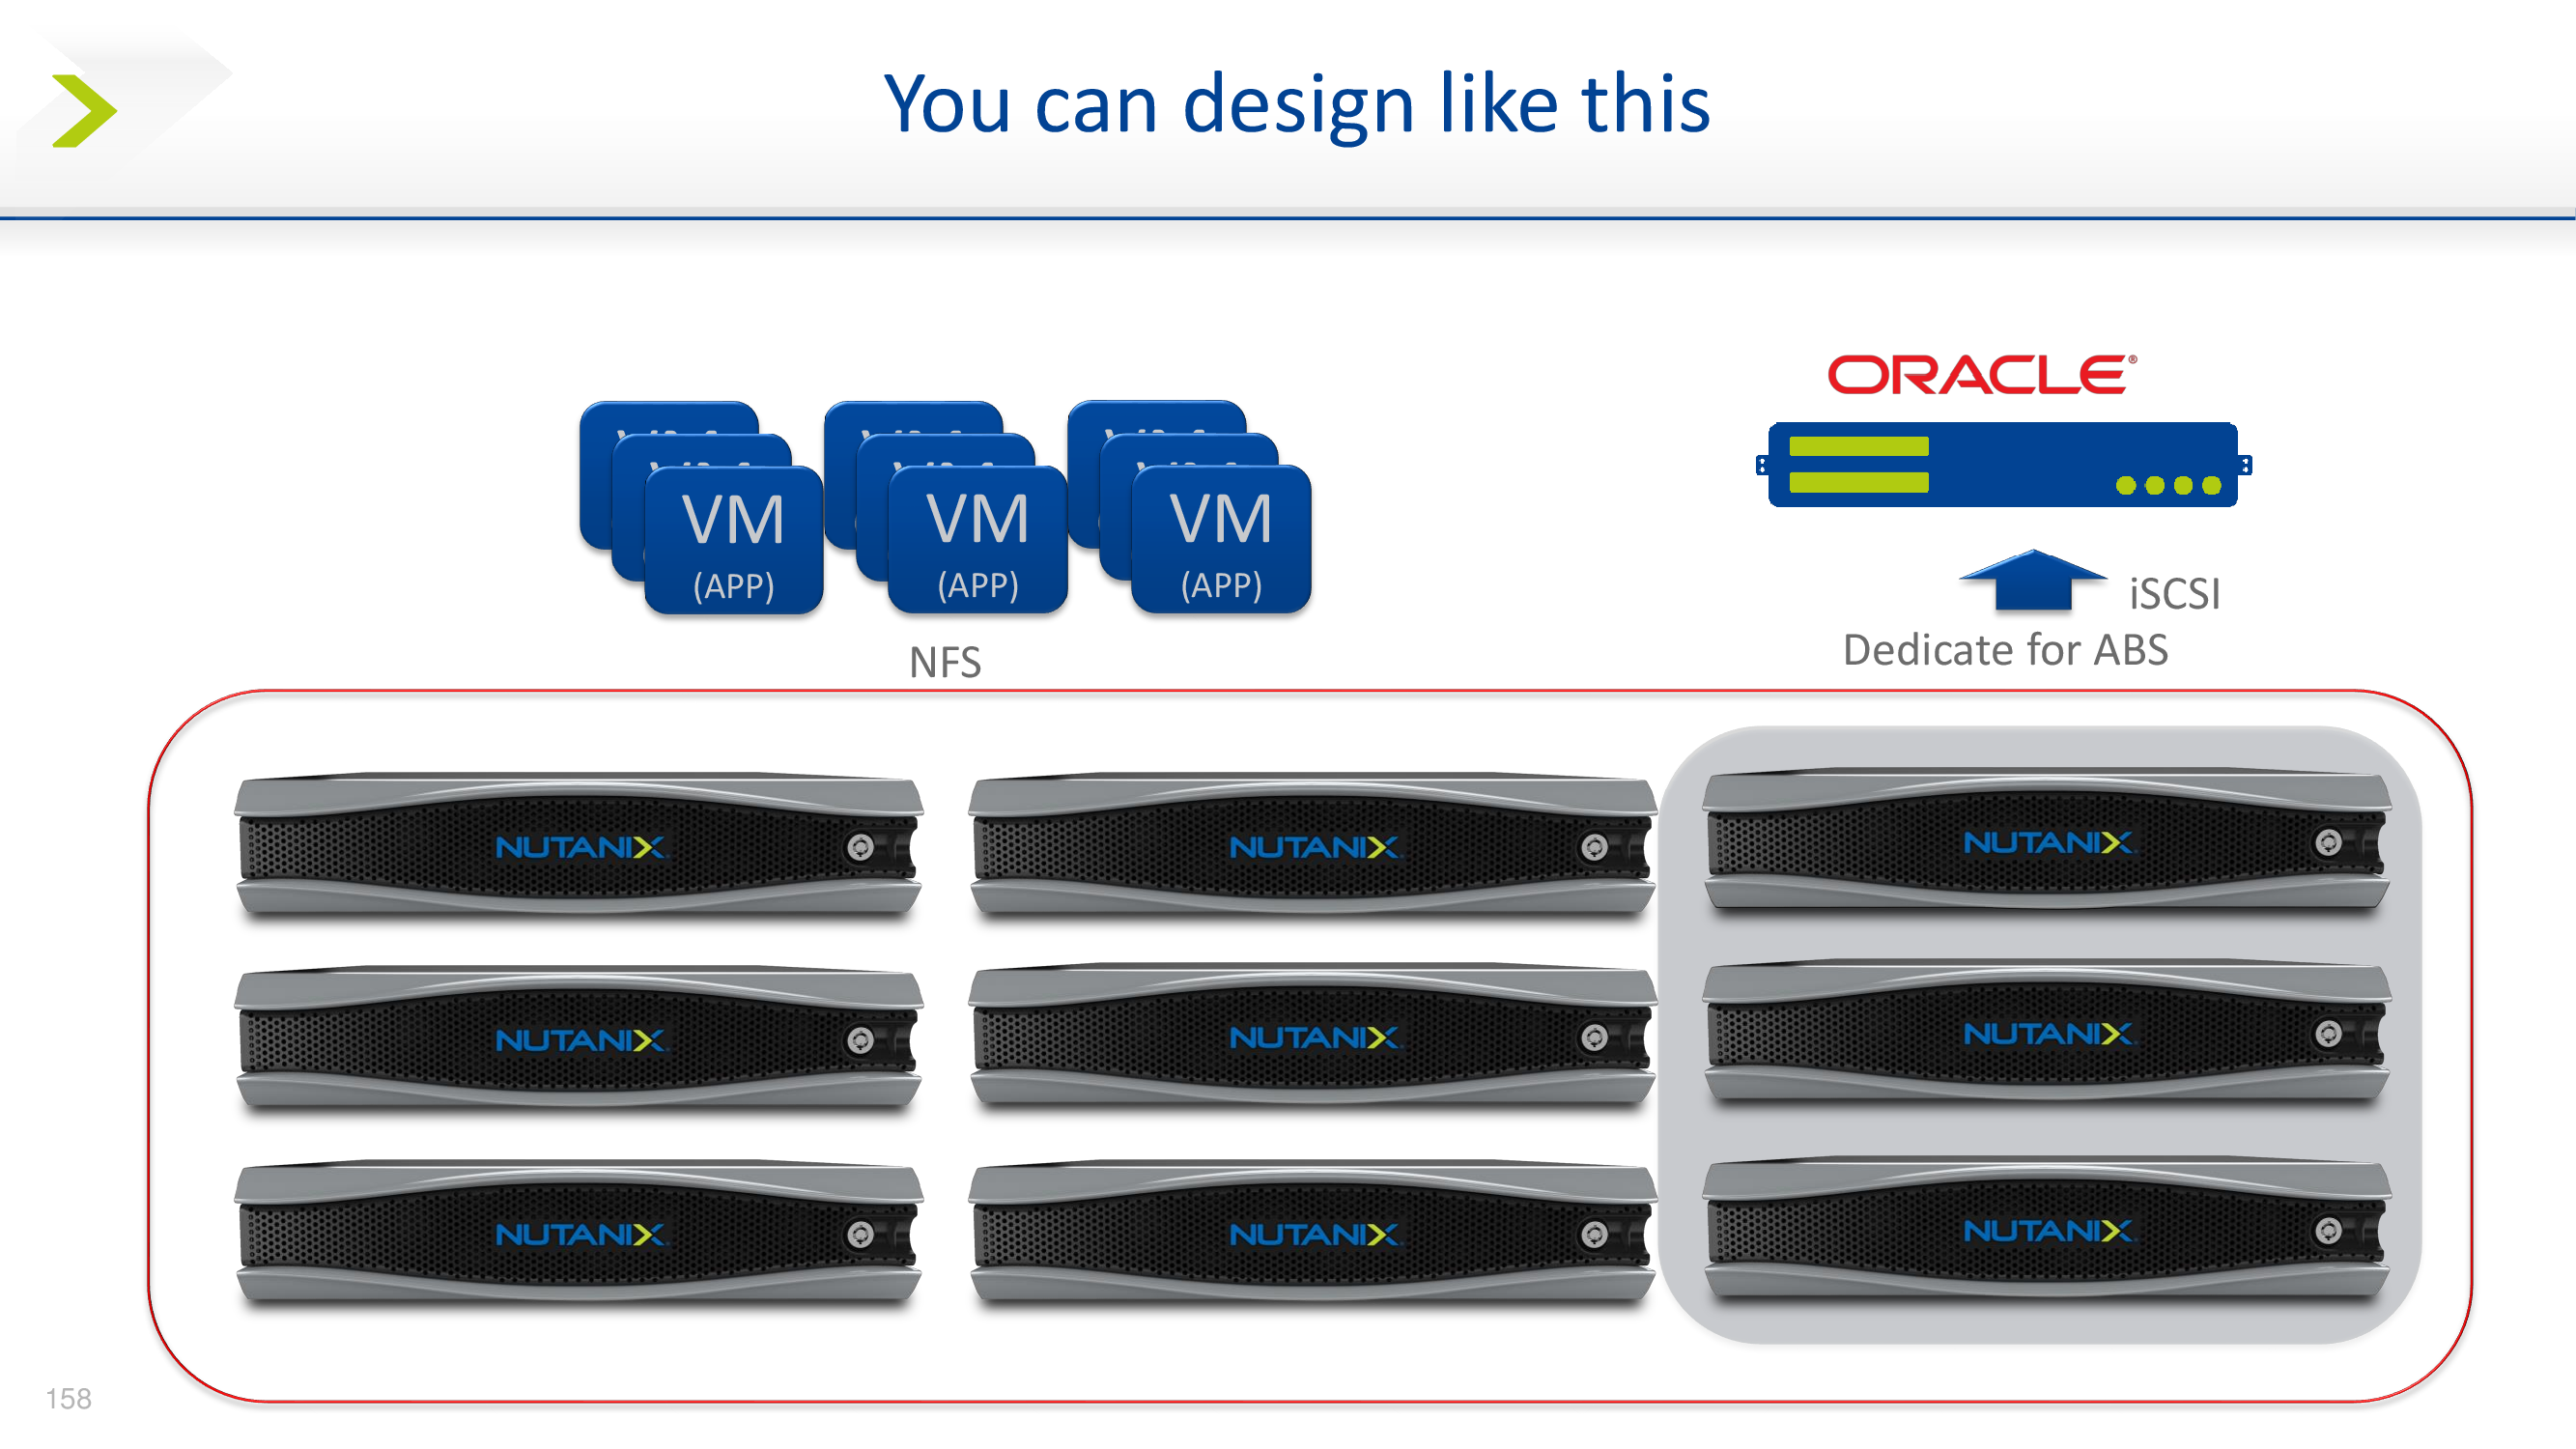 You can design like this
ORACLE®
VM
(APP)
VM
(APP)
VM
(APP)
iSCSI
NFS
Dedicate for ABS
NUTANIX
NUTANIX
NUTANIX
NUTANIX
NUTANIX
NUTANIX
NUTANIX
NUTANIX
NUTANIX
158